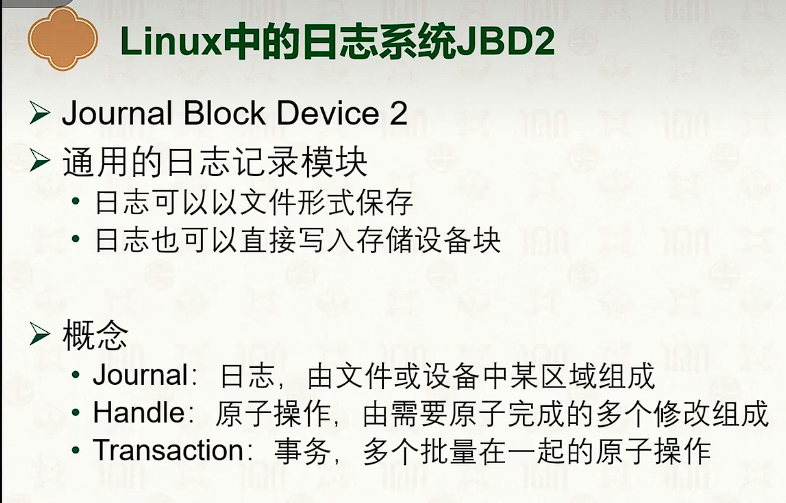 Linux中的日志系统JBD2
Journal Block Device 2
通用的日志记录模块
日志可以以文件形式保存
日志也可以直接写入存储设备块
概念
Journal：日志，由文件或设备中某区域组成
Handle：原子操作，由需要原子完成的多个修改组成
Transaction：事务，多个批量在一起的原子操作